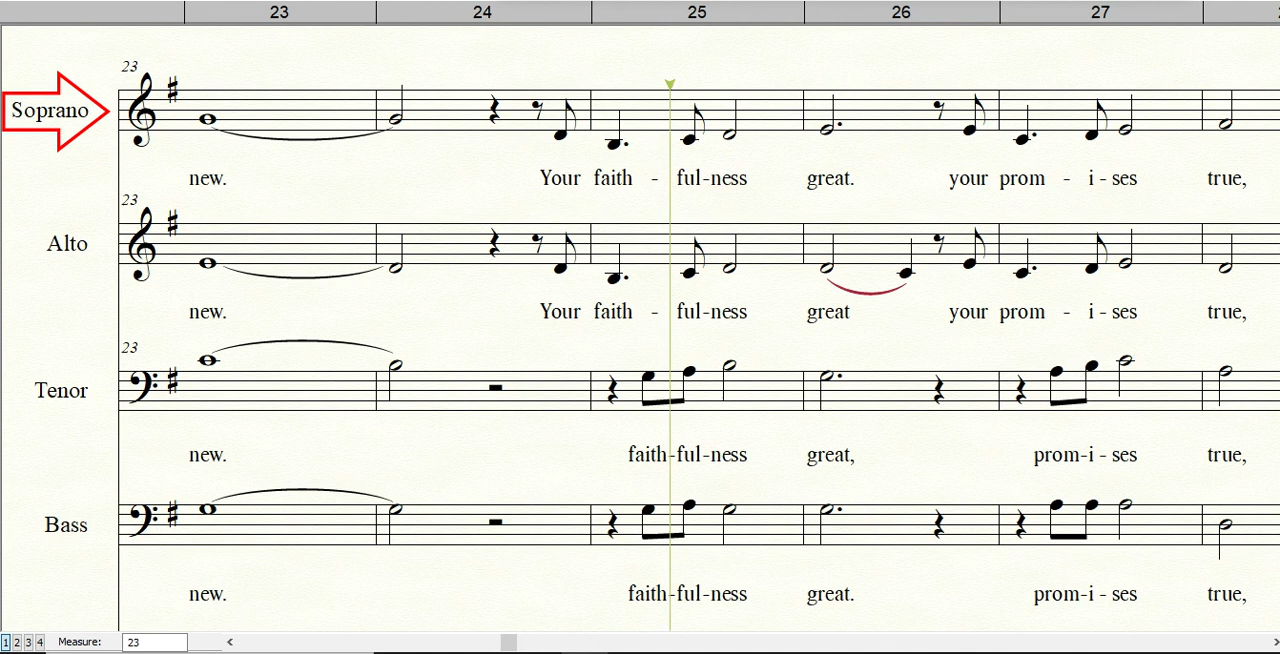 23 24 25 26 27
23
Soprano
new. Your faith - ful-ness great. your prom - i - ses true,
23
Alto
new. Your faith - ful-ness great your prom - i - ses true,
23
Tenor
new. faith-ful-ness great, prom-i - ses true,
Bass
new. faith-ful-ness great. prom-i - ses true,
1 2 3 4 Measure: 23